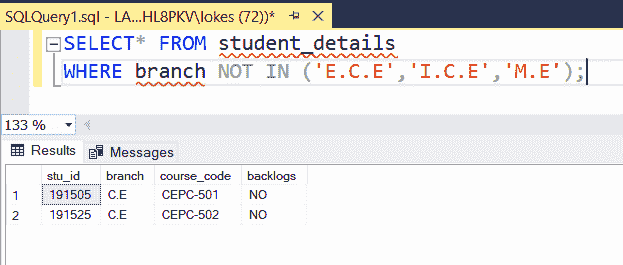 SQLQuery1.sql - LA...HL8PKV\lokes (72))*
SELECT* FROM student_details
WHERE branch NOT IN ('E.C.E','I.C.E','M.E');
133 %
Results Messages
stu_id branch course_code backlogs
1 191505 C.E CEPC-501 NO
2 191525 C.E CEPC-502 NO